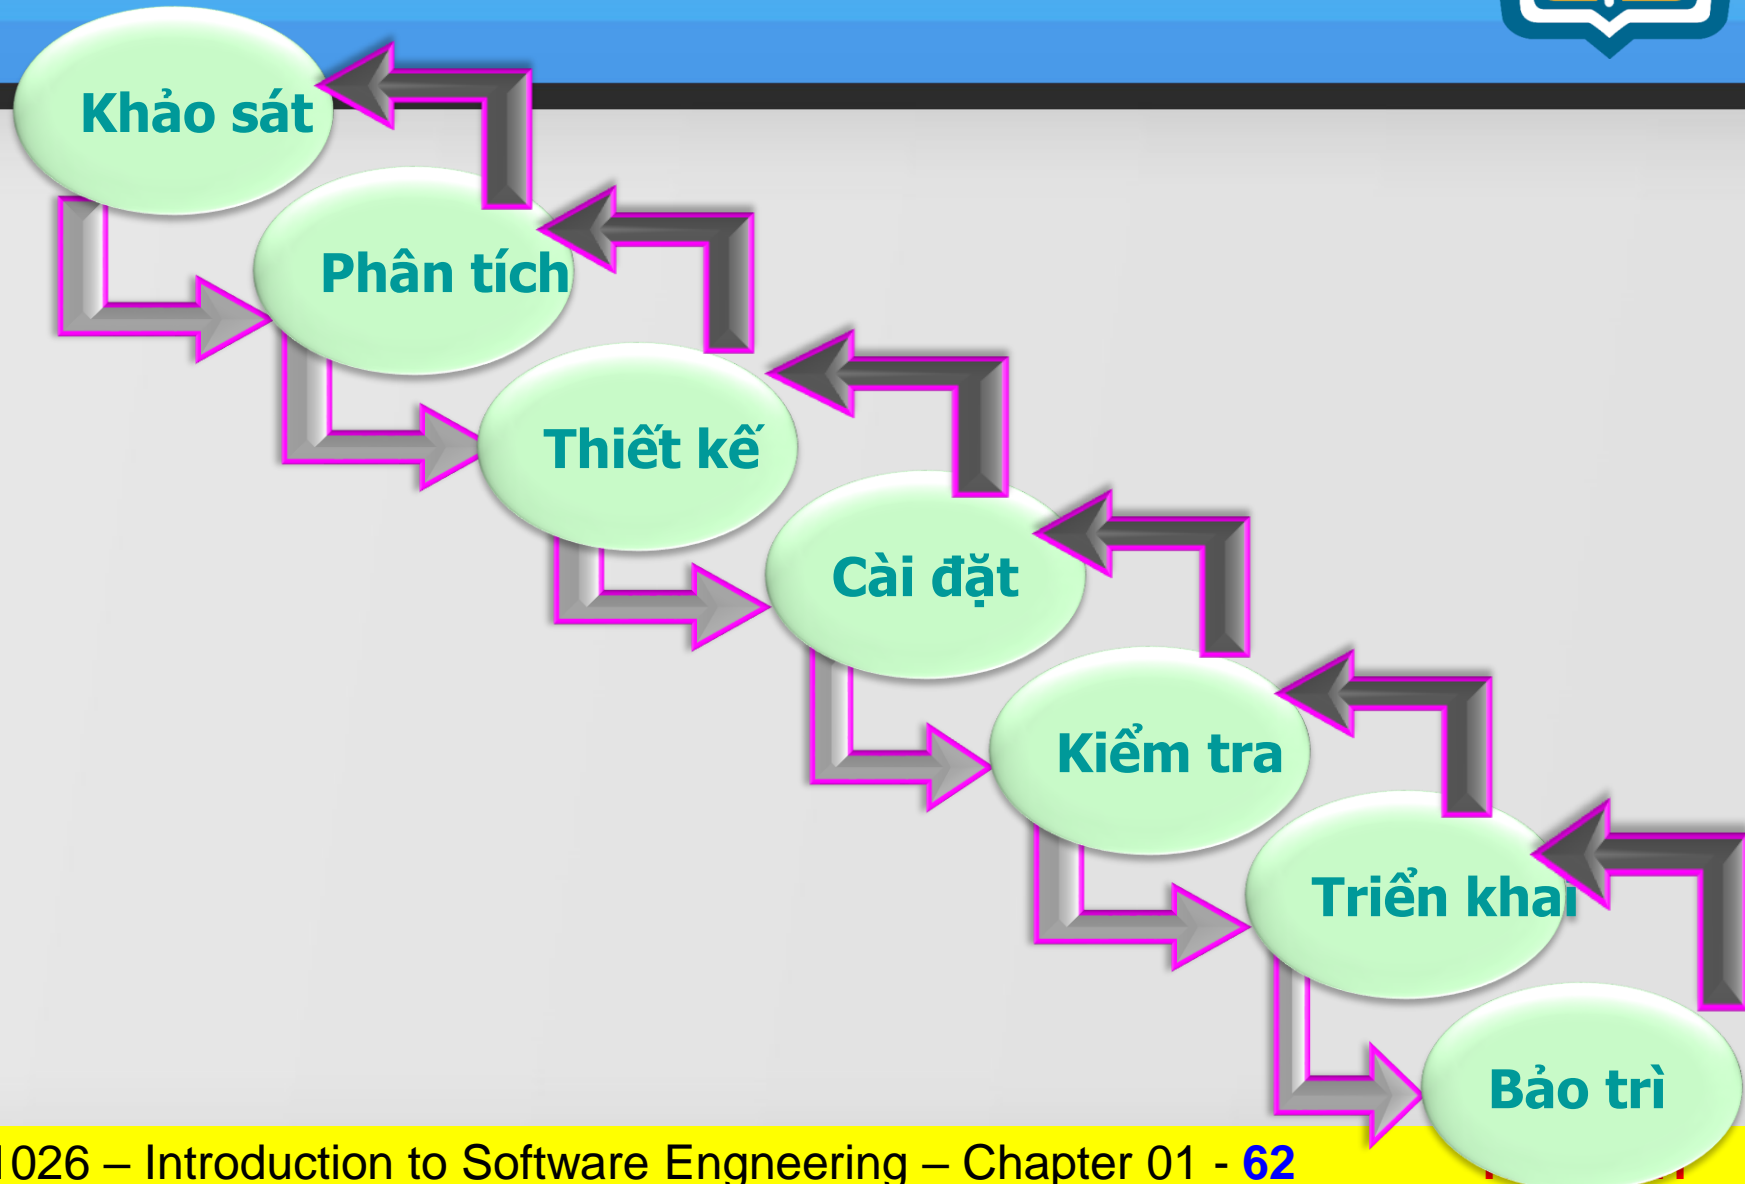 Khảo sát
Phân tích
Thiết kế
Cài đặt
Kiểm tra
Triển khai
Bảo trì
1026 – Introduction to Software Engneering – Chapter 01 - 62